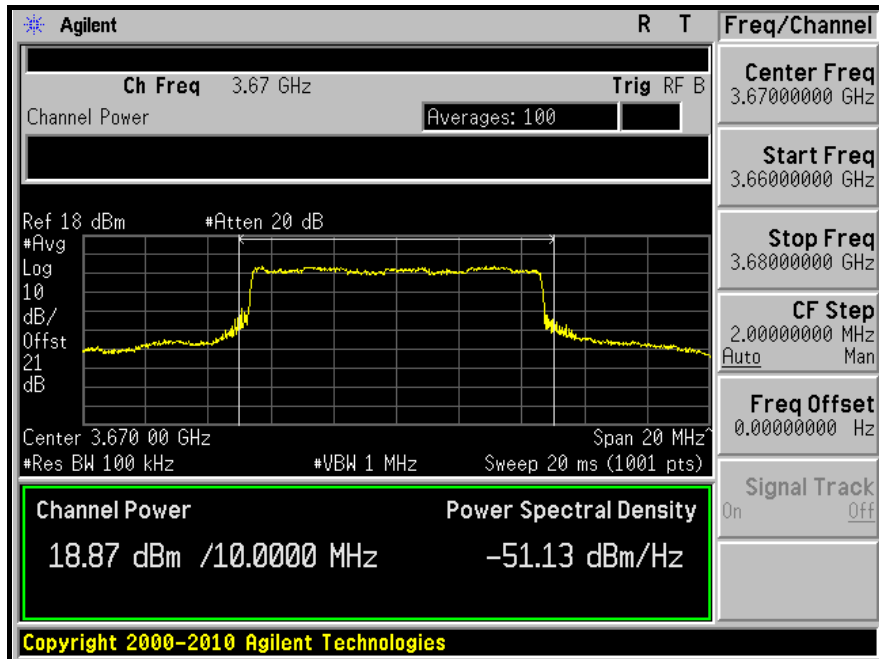 Agilent R T Freq/Channel
Ch Freq 3.67 GHz Trig RF B
Channel Power Averages: 100
Ref 18 dBm #Atten 20 dB
#Avg
Log
10
dB/
Offst
21
dB
Center 3.670 00 GHz Span 20 MHz^
#Res BW 100 kHz #VBW 1 MHz Sweep 20 ms (1001 pts)
Channel Power Power Spectral Density
18.87 dBm /10.0000 MHz -51.13 dBm/Hz
Copyright 2000-2010 Agilent Technologies
Center Freq
3.67000000 GHz
Start Freq
3.66000000 GHz
Stop Freq
3.68000000 GHz
CF Step
2.00000000 MHz
Auto Man
Freq Offset
0.00000000 Hz
Signal Track
On Off